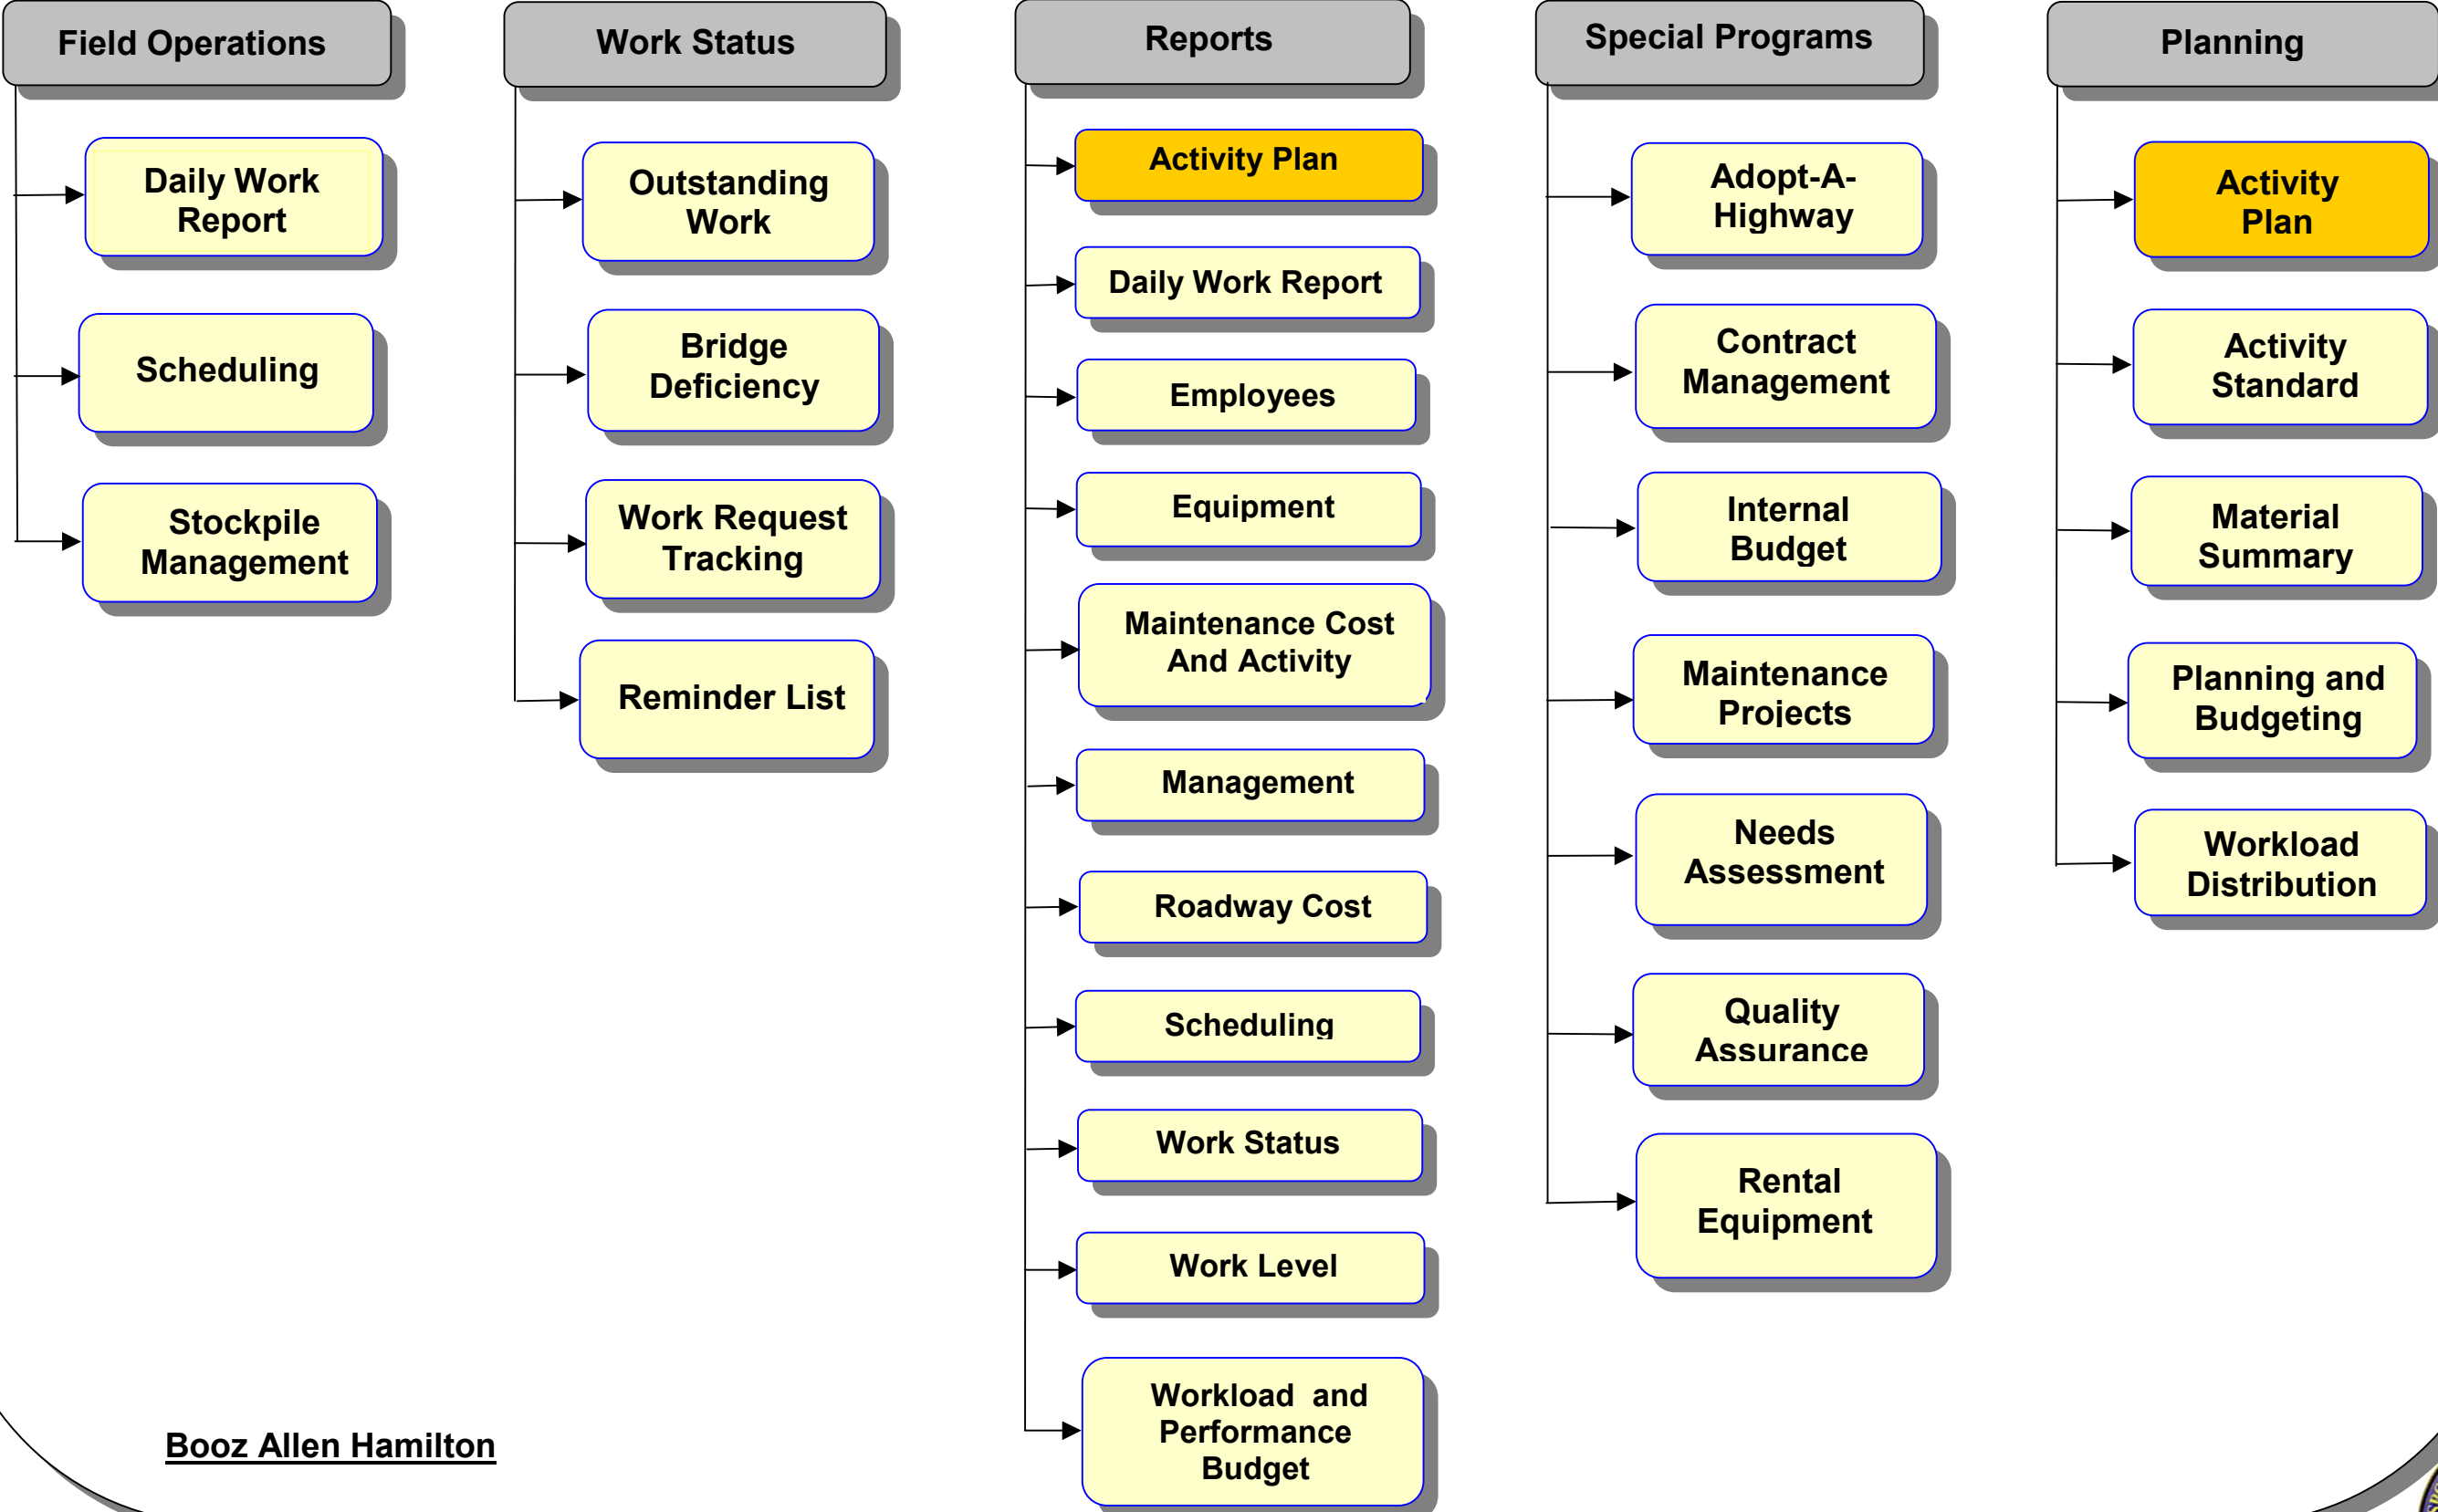 Field Operations
Daily Work
Report
Scheduling
Stockpile
Management
Work Status
Outstanding
Work
Bridge
Deficiency
Work Request
Tracking
Reminder List
Reports
Activity Plan
Daily Work Report
Employees
Equipment
Maintenance Cost
And Activity
Management
Roadway Cost
Scheduling
Work Status
Work Level
Workload and
Performance
Budget
Special Programs
Adopt-A-
Highway
Contract
Management
Internal
Budget
Maintenance
Projects
Needs
Assessment
Quality
Assurance
Rental
Equipment
Planning
Activity
Plan
Activity
Standard
Material
Summary
Planning and
Budgeting
Workload
Distribution
Booz Allen Hamilton